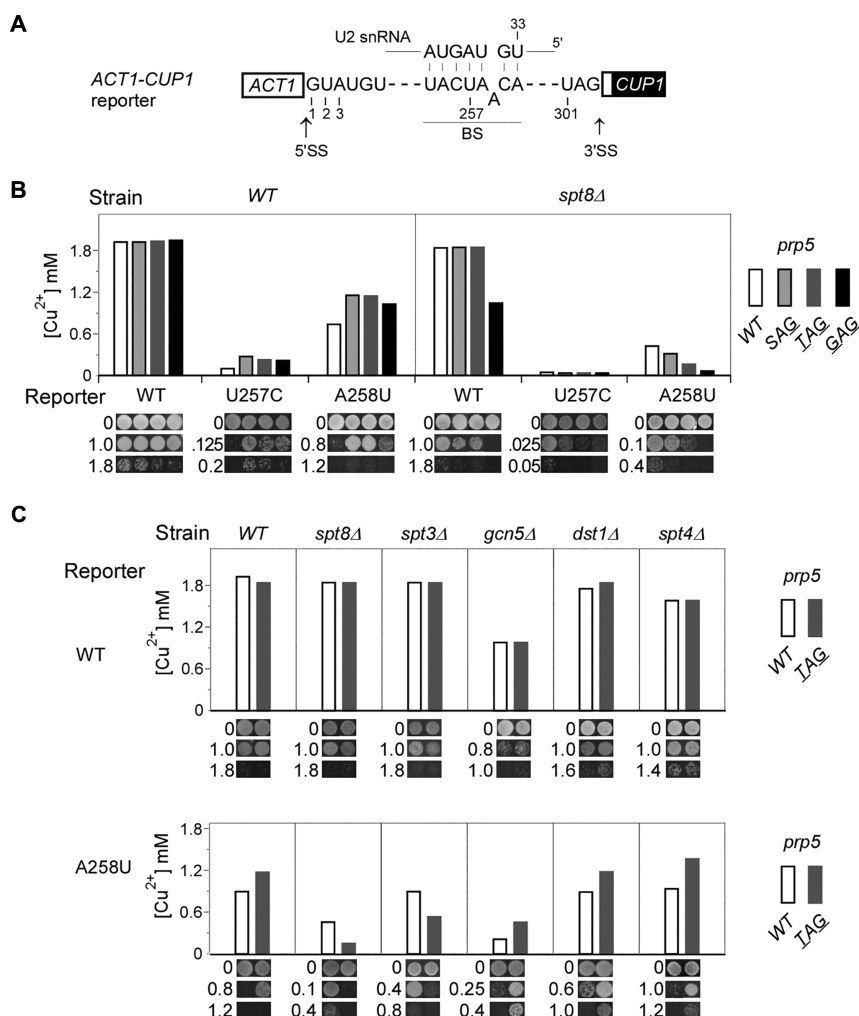 A
U2 snRNA
33
AUGAU GU
5'
ACT1-CUP1
reporter
ACT1 GUAUGU---UACUA CA---UAG CUP1
A
1 2 3
257
301
BS
5'SS
3'SS
B
Strain WT spt8Δ
[Cu2+] mM
1.8
1.2
0.6
0
prp5
WT SAG TAG GAG
Reporter WT U257C A258U WT U257C A258U
0 0 0 0 0 0
1.0 .125 0.8 1.0 .025 0.1
1.8 0.2 1.2 1.8 0.05 0.4
C
Strain WT spt8Δ spt3Δ gcn5Δ dst1Δ spt4Δ
Reporter
WT
[Cu2+] mM
1.8
1.2
0.6
0
prp5
WT TAG
0 0 0 0 0 0
1.0 1.0 1.0 0.8 1.0 1.0
1.8 1.8 1.8 1.0 1.6 1.4
A258U
[Cu2+] mM
1.8
1.2
0.6
0
prp5
WT TAG
0 0 0 0 0 0
0.8 0.1 0.4 0.25 0.6 1.0
1.2 0.4 0.8 0.4 1.0 1.2